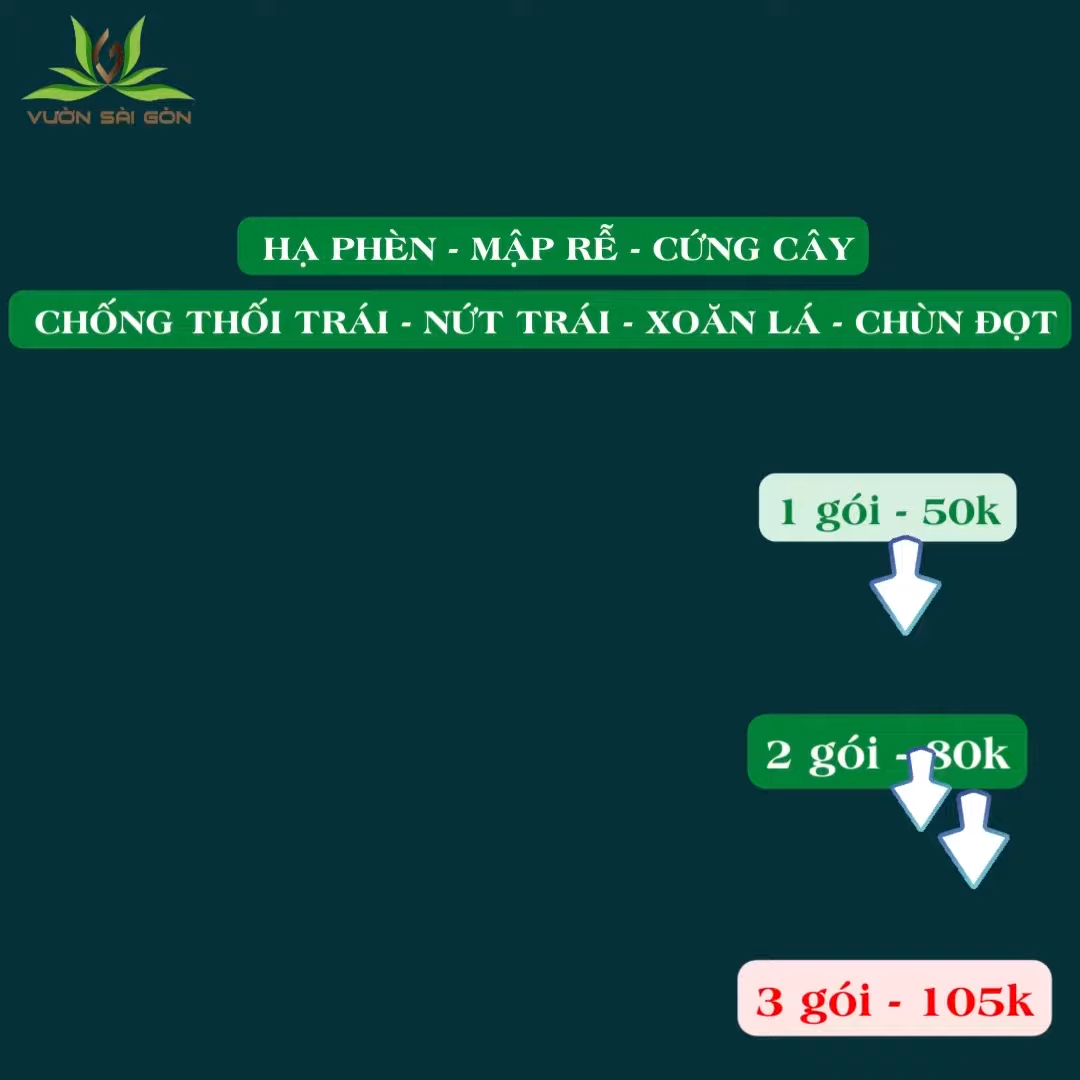 VƯỜN SÀI GÒN
HẠ PHÈN - MẬP RỄ - CỨNG CÂY
CHỐNG THỐI TRÁI - NỨT TRÁI - XOĂN LÁ - CHÙN ĐỌT
1 gói - 50k
2 gói - 80k
3 gói - 105k